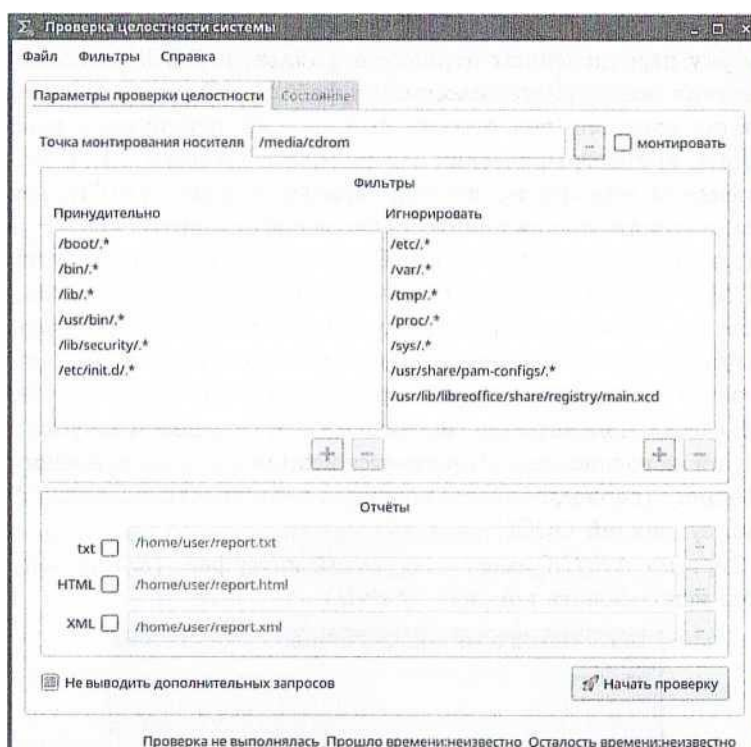 Проверка целостности системы
Файл Фильтры Справка
Параметры проверки целостности Состояние
Точка монтирования носителя /media/cdrom ... монтировать
Фильтры
Принудительно Игнорировать
/boot/.* /etc/.*
/bin/.* /var/.*
/lib/.* /tmp/.*
/usr/bin/.* /proc/.*
/lib/security/.* /sys/.*
/etc/init.d/.* /usr/share/pam-configs/.*
/usr/lib/libreoffice/share/registry/main.xcd
Отчёты
txt /home/user/report.txt
HTML /home/user/report.html
XML /home/user/report.xml
Не выводить дополнительных запросов Начать проверку
Проверка не выполнялась Прошло времени:неизвестно Осталость времени:неизвестно